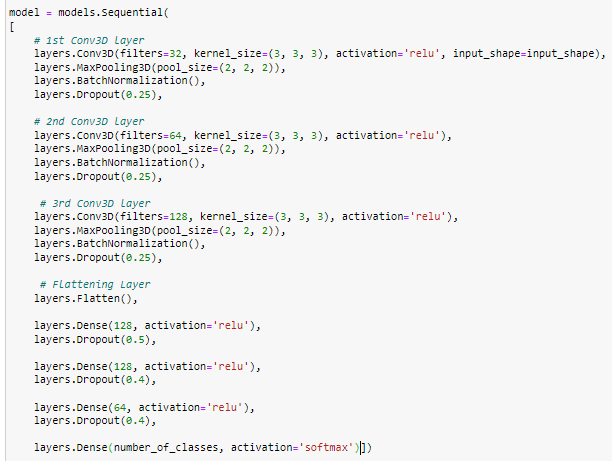 model = models.Sequential(
[
    # 1st Conv3D layer
    layers.Conv3D(filters=32, kernel_size=(3, 3, 3), activation='relu', input_shape=input_shape),
    layers.MaxPooling3D(pool_size=(2, 2, 2)),
    layers.BatchNormalization(),
    layers.Dropout(0.25),
    # 2nd Conv3D layer
    layers.Conv3D(filters=64, kernel_size=(3, 3, 3), activation='relu'),
    layers.MaxPooling3D(pool_size=(2, 2, 2)),
    layers.BatchNormalization(),
    layers.Dropout(0.25),
     # 3rd Conv3D layer
    layers.Conv3D(filters=128, kernel_size=(3, 3, 3), activation='relu'),
    layers.MaxPooling3D(pool_size=(2, 2, 2)),
    layers.BatchNormalization(),
    layers.Dropout(0.25),
     # Flattening Layer
    layers.Flatten(),
    layers.Dense(128, activation='relu'),
    layers.Dropout(0.5),
    layers.Dense(128, activation='relu'),
    layers.Dropout(0.4),
    layers.Dense(64, activation='relu'),
    layers.Dropout(0.4),
    layers.Dense(number_of_classes, activation='softmax')])